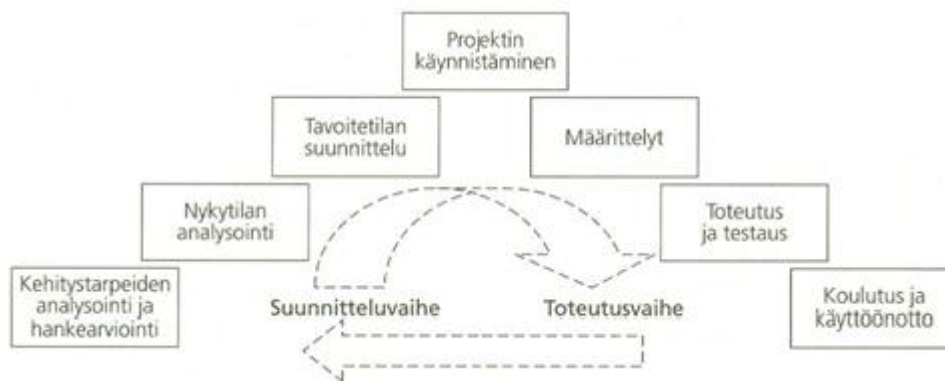 Projektin
käynnistäminen
Tavoitetilan
suunnittelu
Määrittelyt
Nykytilan
analysointi
Toteutus
ja testaus
Kehitystarpeiden
analysointi ja
hankearviointi
Suunnitteluvaihe
Toteutusvaihe
Koulutus ja
käyttöönotto